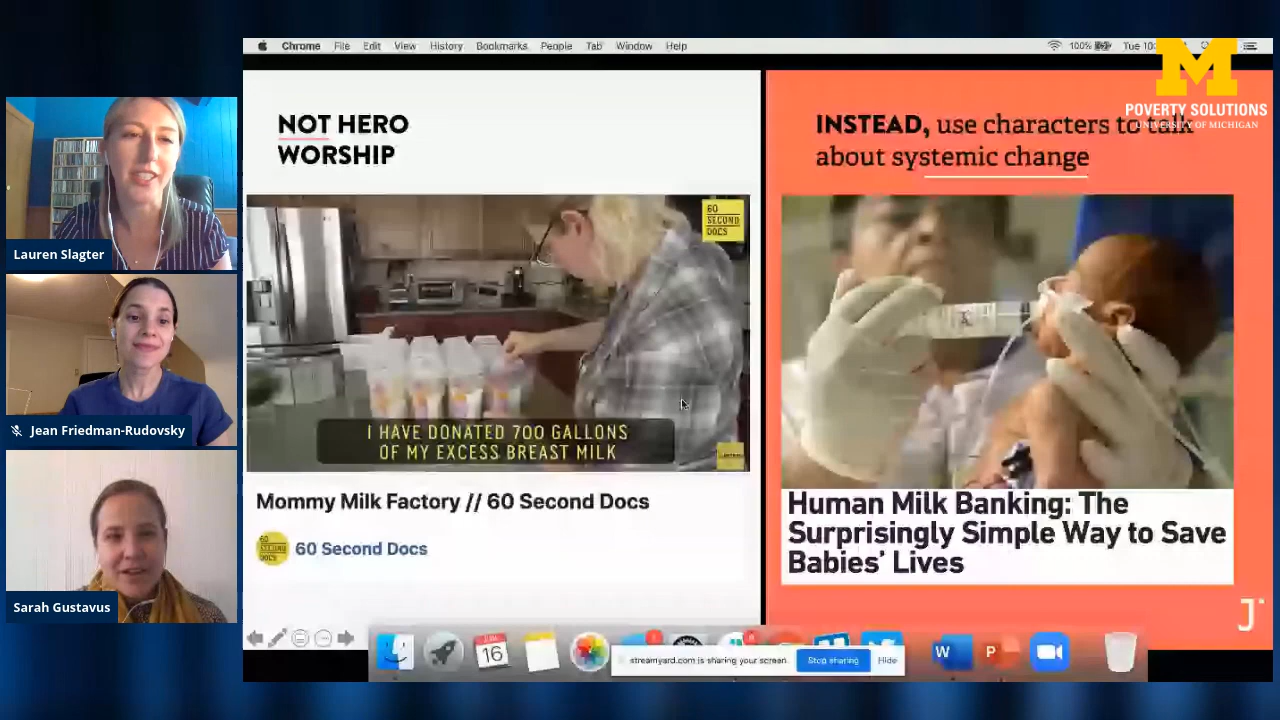 Chrome File Edit View History Bookmarks People Tab Window Help
100%
POVERTY SOLUTIONS
UNIVERSITY OF MICHIGAN
Lauren Slagter
Jean Friedman-Rudovsky
Sarah Gustavus
NOT HERO
WORSHIP
60
SECOND
DOCS
I HAVE DONATED 700 GALLONS
OF MY EXCESS BREAST MILK
Mommy Milk Factory // 60 Second Docs
60
SECOND
DOCS
60 Second Docs
INSTEAD, use characters to talk
about systemic change
Human Milk Banking: The
Surprisingly Simple Way to Save
Babies' Lives
J
16
W
P
streamyard.com is sharing your screen.
Stop sharing
Hide